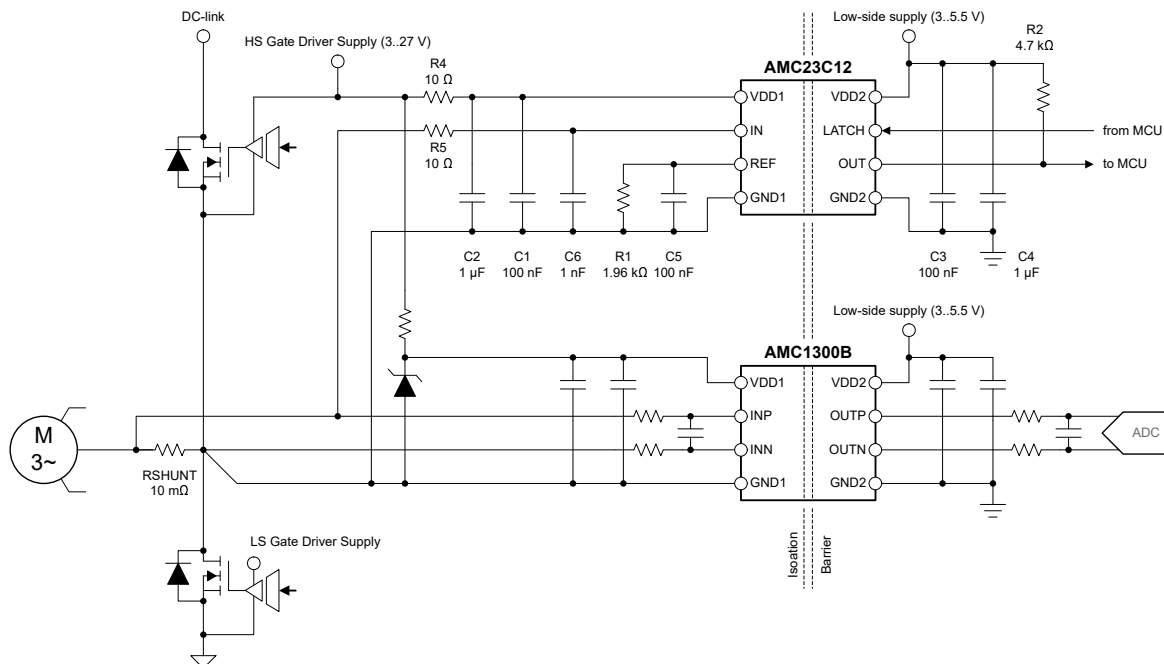 DC-link
HS Gate Driver Supply (3..27 V)
R4
10 Ω
R5
10 Ω
C2
1 µF
C1
100 nF
C6
1 nF
R1
1.96 kΩ
C5
100 nF
AMC23C12
VDD1
IN
REF
GND1
VDD2
LATCH
OUT
GND2
Low-side supply (3..5.5 V)
R2
4.7 kΩ
from MCU
to MCU
C3
100 nF
C4
1 µF
Low-side supply (3..5.5 V)
AMC1300B
VDD1
INP
INN
GND1
VDD2
OUTP
OUTN
GND2
ADC
M
3~
RSHUNT
10 mΩ
LS Gate Driver Supply
Isoation
Barrier